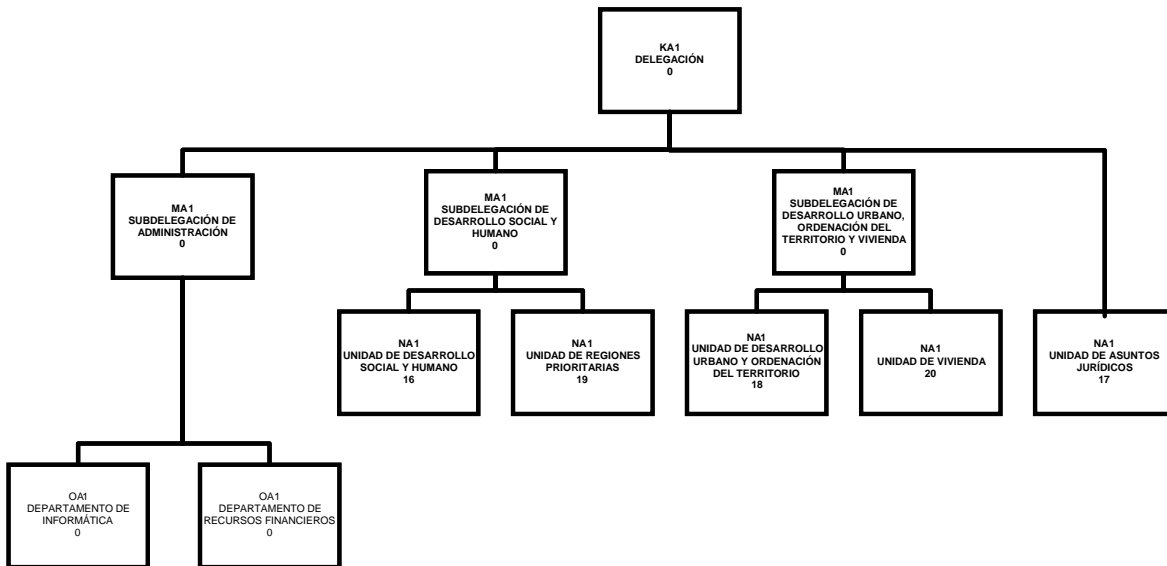 KA1
DELEGACIÓN
0
MA1
SUBDELEGACIÓN DE
ADMINISTRACIÓN
0
MA1
SUBDELEGACIÓN DE
DESARROLLO SOCIAL Y
HUMANO
0
MA1
SUBDELEGACIÓN DE
DESARROLLO URBANO,
ORDENACIÓN DEL
TERRITORIO Y VIVIENDA
0
NA1
UNIDAD DE DESARROLLO
SOCIAL Y HUMANO
16
NA1
UNIDAD DE REGIONES
PRIORITARIAS
19
NA1
UNIDAD DE DESARROLLO
URBANO Y ORDENACIÓN
DEL TERRITORIO
18
NA1
UNIDAD DE VIVIENDA
20
NA1
UNIDAD DE ASUNTOS
JURÍDICOS
17
OA1
DEPARTAMENTO DE
INFORMÁTICA
0
OA1
DEPARTAMENTO DE
RECURSOS FINANCIEROS
0